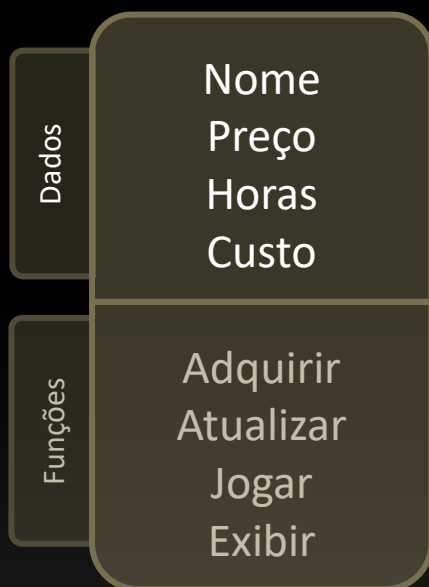 Dados
Nome
Preço
Horas
Custo
Funções
Adquirir
Atualizar
Jogar
Exibir